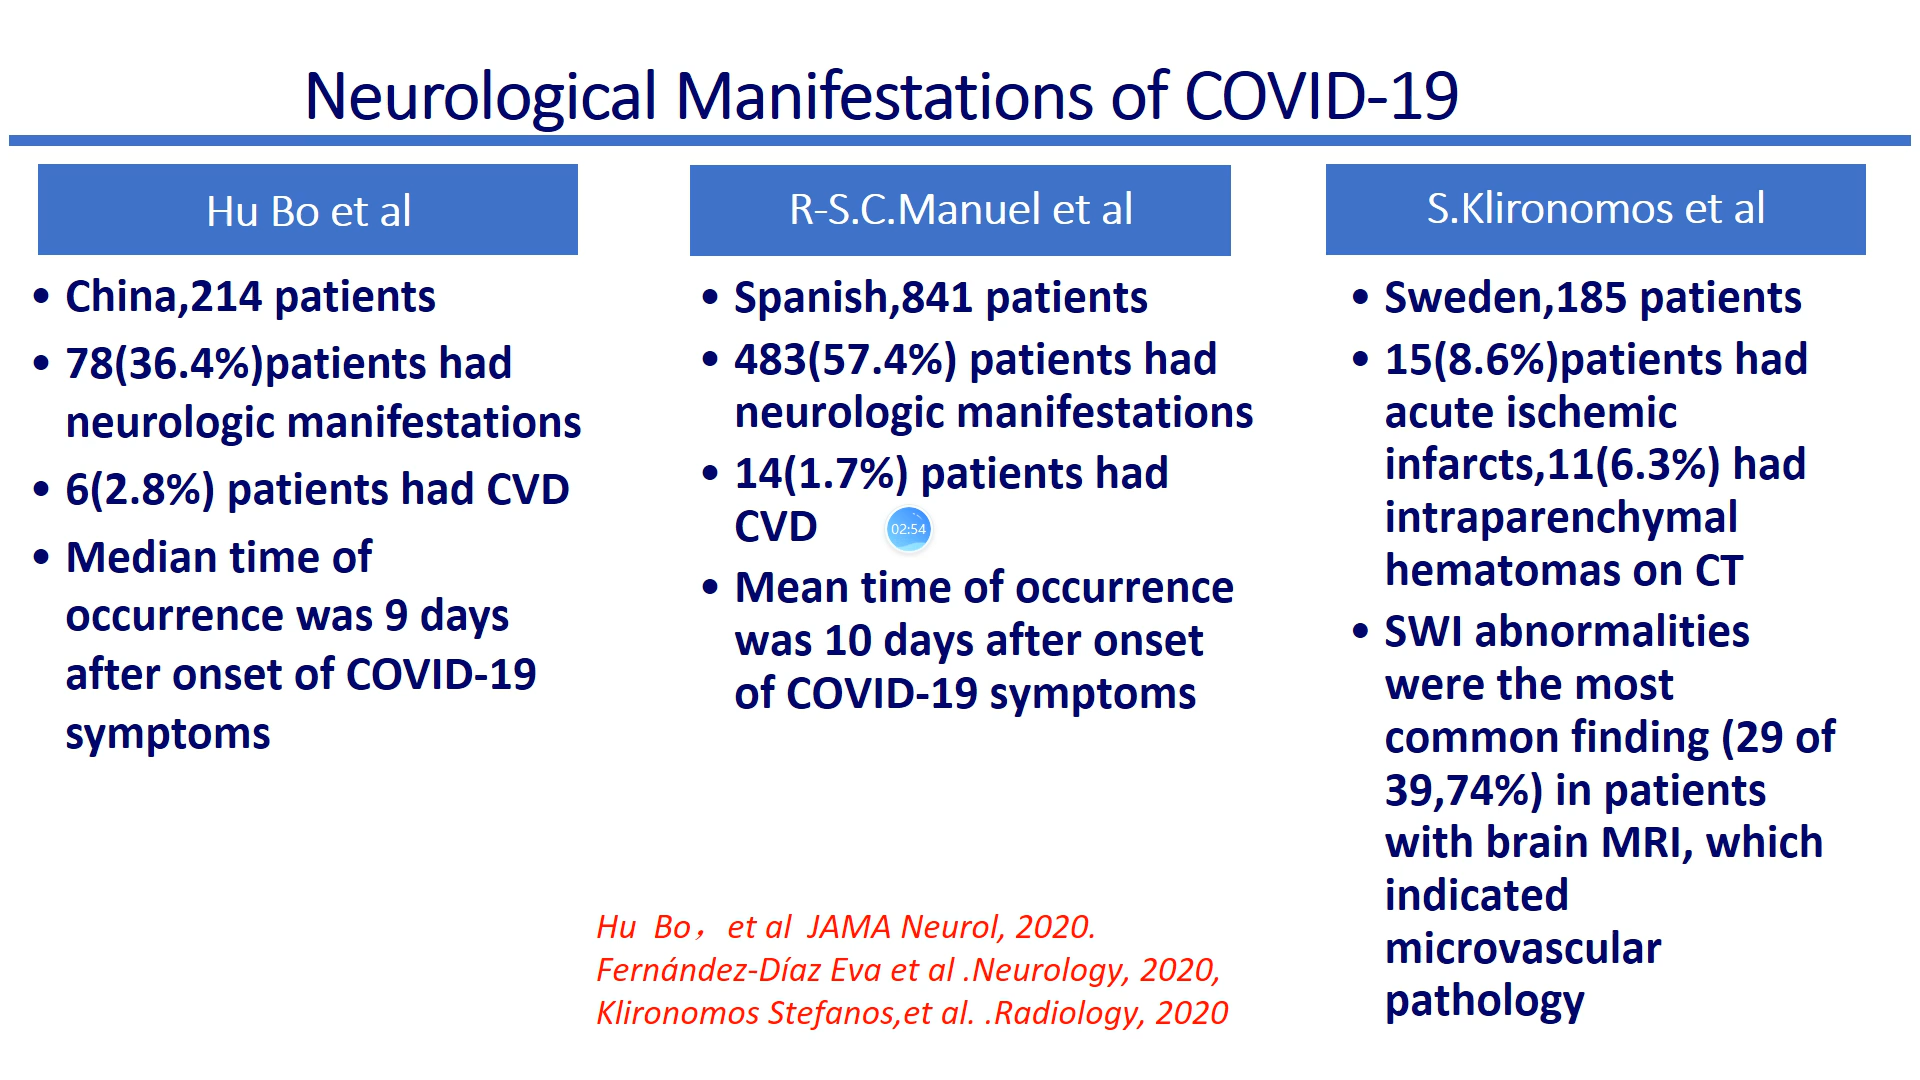 Neurological Manifestations of COVID-19
Hu Bo et al
• China,214 patients
• 78(36.4%)patients had
neurologic manifestations
• 6(2.8%) patients had CVD
• Median time of
occurrence was 9 days
after onset of COVID-19
symptoms
R-S.C.Manuel et al
• Spanish,841 patients
• 483(57.4%) patients had
neurologic manifestations
• 14(1.7%) patients had
CVD
02:54
• Mean time of occurrence
was 10 days after onset
of COVID-19 symptoms
S.Klironomos et al
• Sweden,185 patients
• 15(8.6%)patients had
acute ischemic
infarcts,11(6.3%) had
intraparenchymal
hematomas on CT
• SWI abnormalities
were the most
common finding (29 of
39,74%) in patients
with brain MRI, which
indicated
microvascular
pathology
Hu Bo，et al JAMA Neurol, 2020.
Fernández-Díaz Eva et al .Neurology, 2020,
Klironomos Stefanos,et al. .Radiology, 2020